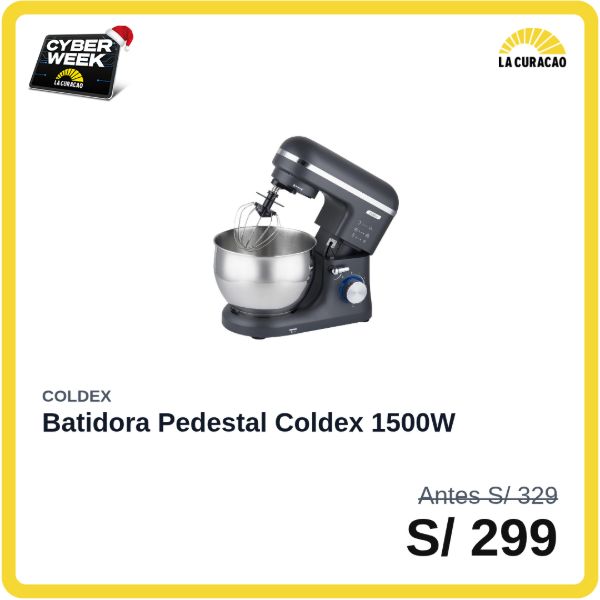 CYBER
WEEK
LA CURACAO
LA CURACAO
COLDEX
Batidora Pedestal Coldex 1500W
Antes S/ 329
S/ 299